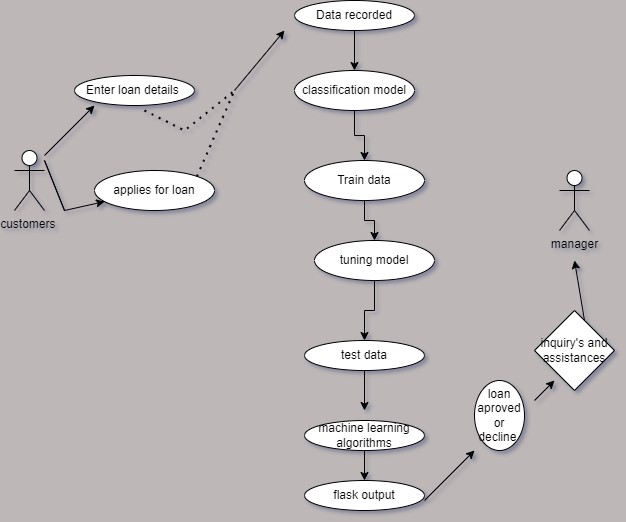 Data recorded
Enter loan details
classification model
applies for loan
Train data
customers
manager
tuning model
inquiry's and
assistances
test data
loan
aproved
or
decline
machine learning
algorithms
flask output